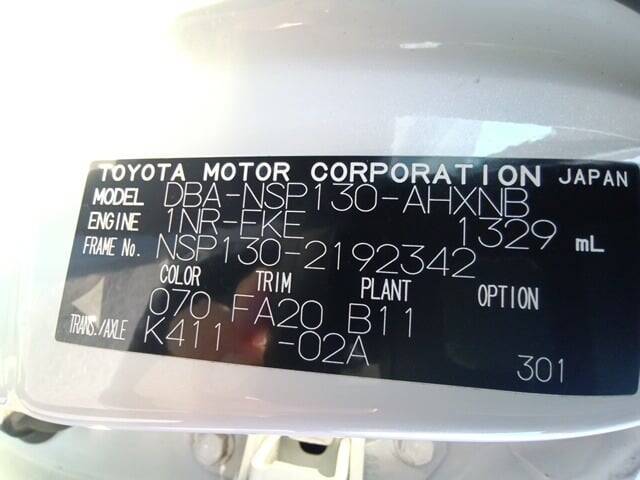 TOYOTA MOTOR CORPORATION JAPAN
MODEL DBA-NSP130-AHXNB
ENGINE 1NR-FKE 1329 mL
FRAME No. NSP130-2192342
COLOR TRIM PLANT OPTION
070 FA20 B11
TRANS./AXLE K411 -02A
301